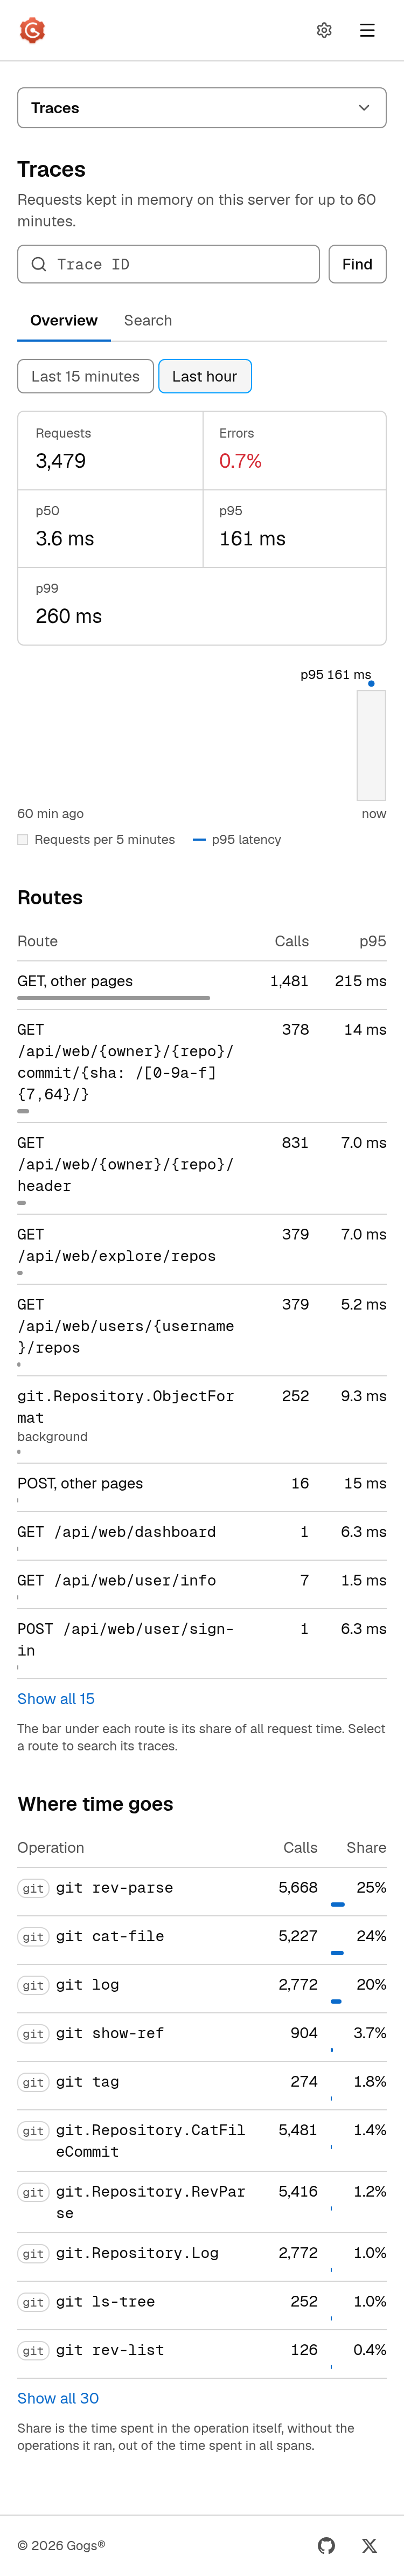 Traces
Traces
Requests kept in memory on this server for up to 60
minutes.
Trace ID
Find
Overview
Search
Last 15 minutes
Last hour
Requests
3,479
Errors
0.7%
p50
3.6 ms
p95
161 ms
p99
260 ms
p95 161 ms
60 min ago
now
Requests per 5 minutes
p95 latency
Routes
Route Calls p95
GET, other pages 1,481 215 ms
GET 378 14 ms
/api/web/{owner}/{repo}/
commit/{sha: /[0-9a-f]
{7,64}/}
GET 831 7.0 ms
/api/web/{owner}/{repo}/
header
GET 379 7.0 ms
/api/web/explore/repos
GET 379 5.2 ms
/api/web/users/{username
}/repos
git.Repository.ObjectFor 252 9.3 ms
mat
background
POST, other pages 16 15 ms
GET /api/web/dashboard 1 6.3 ms
GET /api/web/user/info 7 1.5 ms
POST /api/web/user/sign- 1 6.3 ms
in
Show all 15
The bar under each route is its share of all request time. Select
a route to search its traces.
Where time goes
Operation Calls Share
git git rev-parse 5,668 25%
git git cat-file 5,227 24%
git git log 2,772 20%
git git show-ref 904 3.7%
git git tag 274 1.8%
git git.Repository.CatFil 5,481 1.4%
eCommit
git git.Repository.RevPar 5,416 1.2%
se
git git.Repository.Log 2,772 1.0%
git git ls-tree 252 1.0%
git git rev-list 126 0.4%
Show all 30
Share is the time spent in the operation itself, without the
operations it ran, out of the time spent in all spans.
© 2026 Gogs®